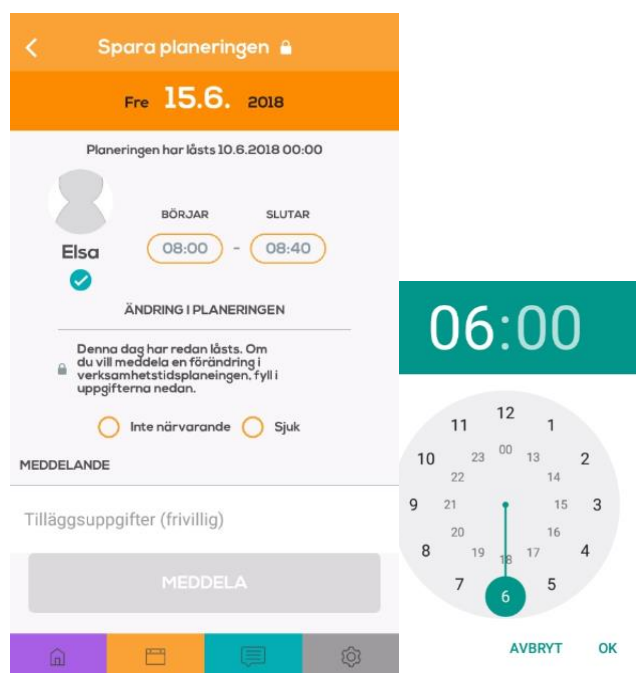 Spara planeringen
Fre 15.6. 2018
Planeringen har låsts 10.6.2018 00:00
BÖRJAR SLUTAR
Elsa 08:00 - 08:40
ÄNDRING I PLANERINGEN
Denna dag har redan låsts. Om
du vill meddela en förändring i
verksamhetstidsplaneingen, fyll i
uppgifterna nedan.
Inte närvarande Sjuk
MEDDELANDE
Tilläggsuppgifter (frivillig)
MEDDELA
06:00
12
11 1
00
23 13
10 2
22 14
9 21 15 3
20 16
8 19 17 4
18
7 5
6
AVBRYT OK